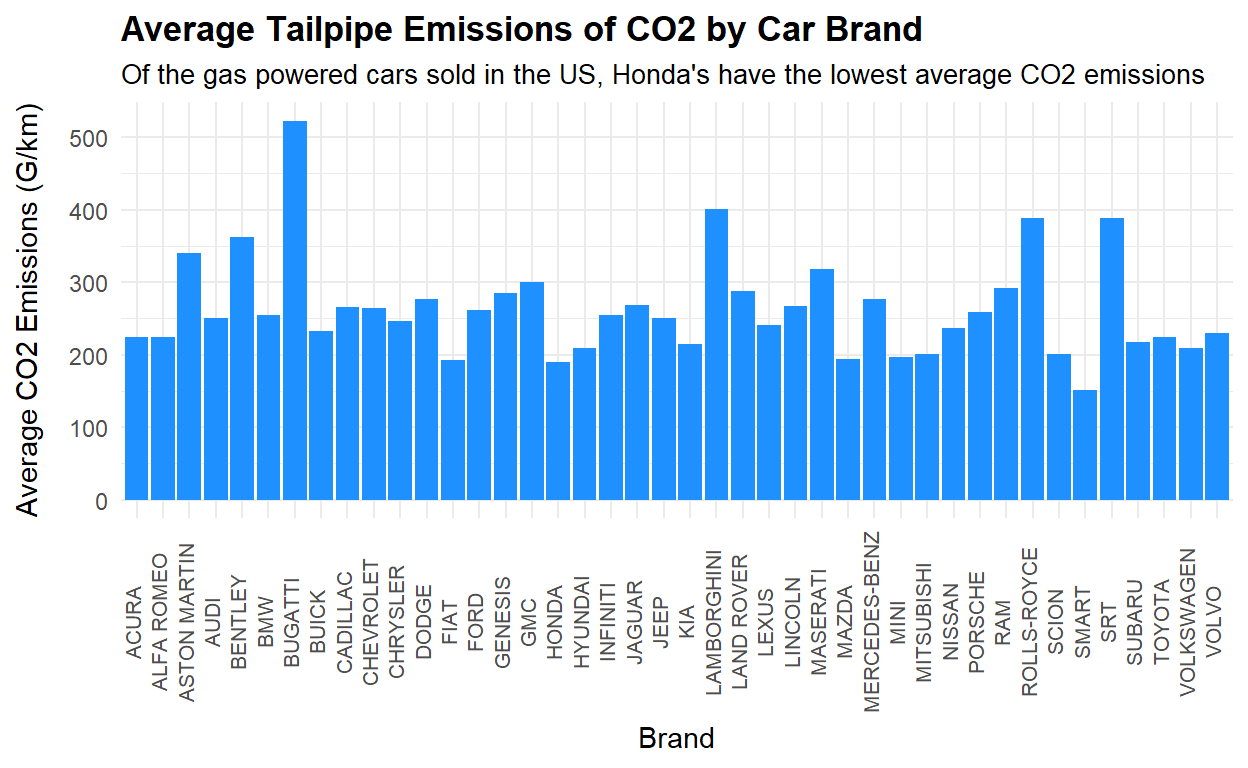 Average Tailpipe Emissions of CO2 by Car Brand
Of the gas powered cars sold in the US, Honda's have the lowest average CO2 emissions
Average CO2 Emissions (G/km)
500
400
300
200
100
0
ACURA
ALFA ROMEO
ASTON MARTIN
AUDI
BENTLEY
BMW
BUGATTI
BUICK
CADILLAC
CHEVROLET
CHRYSLER
DODGE
FIAT
FORD
GENESIS
GMC
HONDA
HYUNDAI
INFINITI
JAGUAR
JEEP
KIA
LAMBORGHINI
LAND ROVER
LEXUS
LINCOLN
MASERATI
MAZDA
MERCEDES-BENZ
MINI
MITSUBISHI
NISSAN
PORSCHE
RAM
ROLLS-ROYCE
SCION
SMART
SRT
SUBARU
TOYOTA
VOLKSWAGEN
VOLVO
Brand